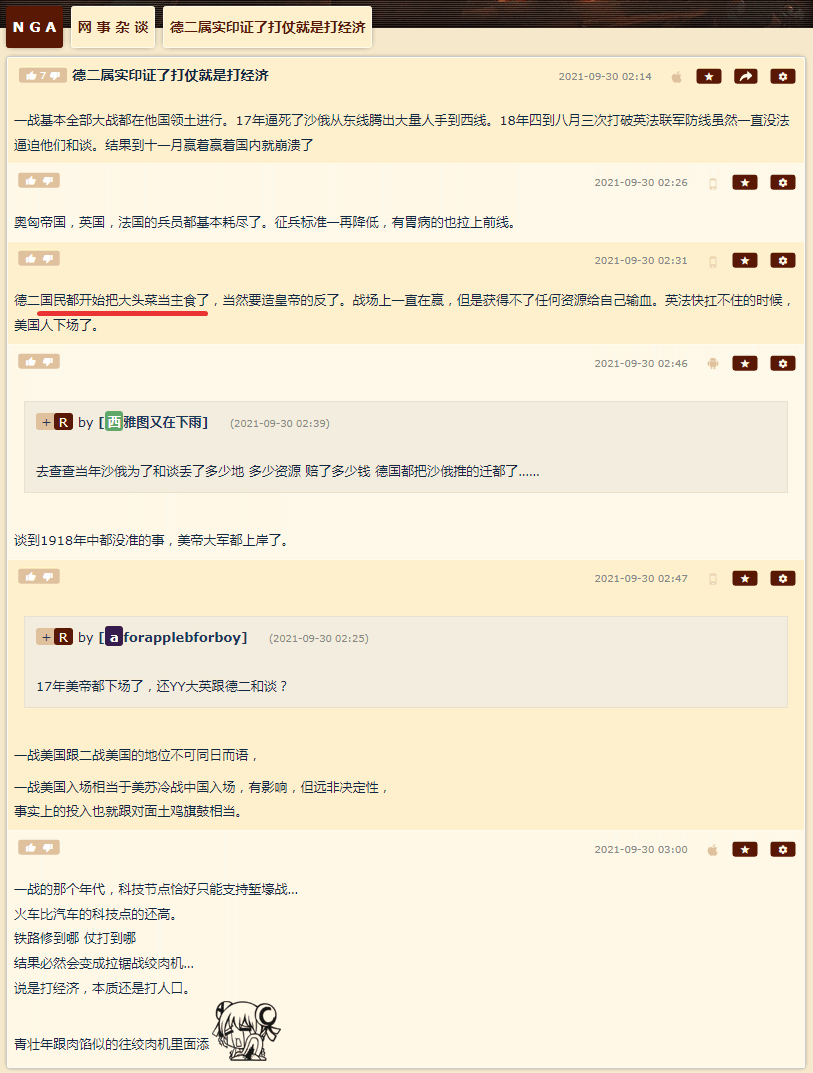 NGA 网事杂谈 德二属实印证了打仗就是打经济
7 德二属实印证了打仗就是打经济 2021-09-30 02:14
一战基本全部大战都在他国领土进行。17年逼死了沙俄从东线腾出大量人手到西线。18年四到八月三次打破英法联军防线虽然一直没法
逼迫他们和谈。结果到十一月赢着赢着国内就崩溃了
2021-09-30 02:26
奥匈帝国，英国，法国的兵员都基本耗尽了。征兵标准一再降低，有胃病的也拉上前线。
2021-09-30 02:31
德二国民都开始把大头菜当主食了，当然要造皇帝的反了。战场上一直在赢，但是获得不了任何资源给自己输血。英法快扛不住的时候，
美国人下场了。
2021-09-30 02:46
+ R by [西雅图又在下雨] (2021-09-30 02:39)
去查查当年沙俄为了和谈丢了多少地 多少资源 赔了多少钱 德国都把沙俄推的迁都了……
谈到1918年中都没准的事，美帝大军都上岸了。
2021-09-30 02:47
+ R by [aforapplebforboy] (2021-09-30 02:25)
17年美帝都下场了，还YY大英跟德二和谈？
一战美国跟二战美国的地位不可同日而语，
一战美国入场相当于美苏冷战中国入场，有影响，但远非决定性，
事实上的投入也就跟对面土鸡旗鼓相当。
2021-09-30 03:00
一战的那个年代，科技节点恰好只能支持堑壕战...
火车比汽车的科技点的还高。
铁路修到哪 仗打到哪
结果必然会变成拉锯战绞肉机...
说是打经济，本质还是打人口。
青壮年跟肉馅似的往绞肉机里面添